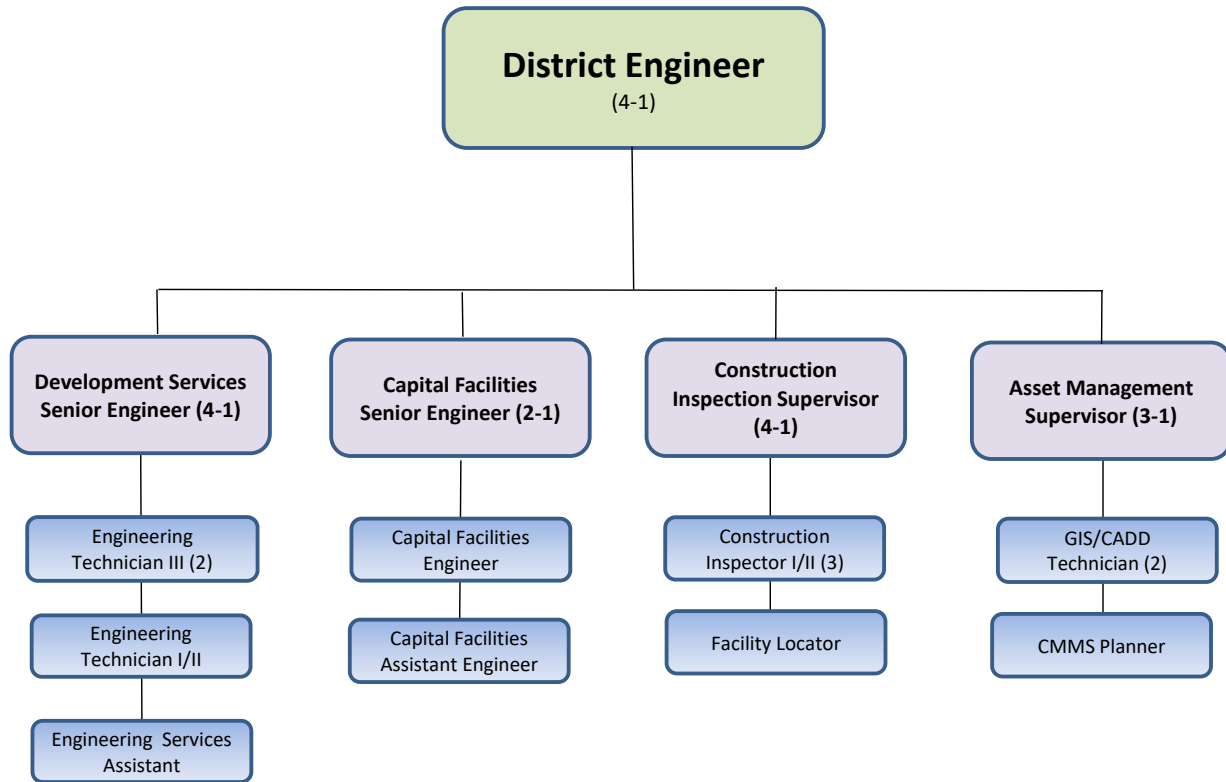 District Engineer
(4-1)
Development Services
Senior Engineer (4-1)
Capital Facilities
Senior Engineer (2-1)
Construction
Inspection Supervisor
(4-1)
Asset Management
Supervisor (3-1)
Engineering
Technician III (2)
Capital Facilities
Engineer
Construction
Inspector I/II (3)
GIS/CADD
Technician (2)
Engineering
Technician I/II
Capital Facilities
Assistant Engineer
Facility Locator
CMMS Planner
Engineering Services
Assistant